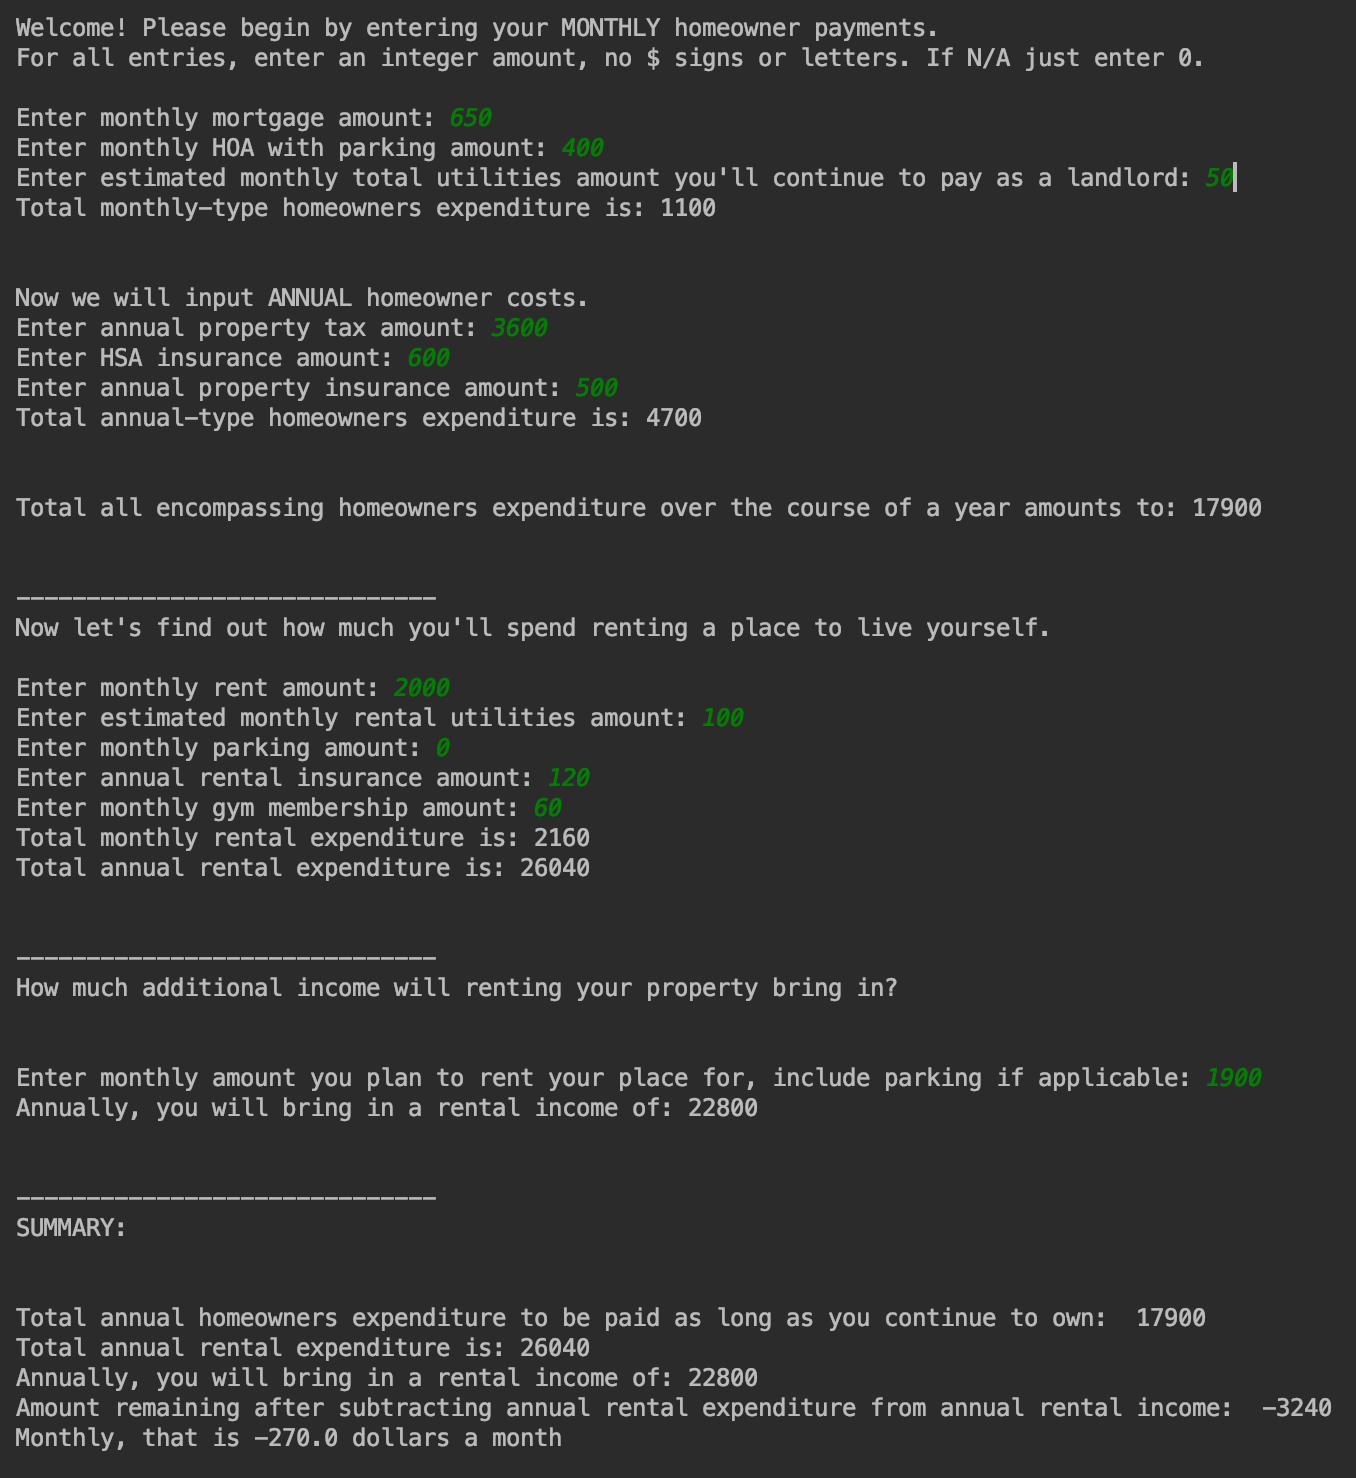 Welcome! Please begin by entering your MONTHLY homeowner payments.
For all entries, enter an integer amount, no $ signs or letters. If N/A just enter 0.
Enter monthly mortgage amount: 650
Enter monthly HOA with parking amount: 400
Enter estimated monthly total utilities amount you'll continue to pay as a landlord: 50
Total monthly-type homeowners expenditure is: 1100
Now we will input ANNUAL homeowner costs.
Enter annual property tax amount: 3600
Enter HSA insurance amount: 600
Enter annual property insurance amount: 500
Total annual-type homeowners expenditure is: 4700
Total all encompassing homeowners expenditure over the course of a year amounts to: 17900
------------------------------
Now let's find out how much you'll spend renting a place to live yourself.
Enter monthly rent amount: 2000
Enter estimated monthly rental utilities amount: 100
Enter monthly parking amount: 0
Enter annual rental insurance amount: 120
Enter monthly gym membership amount: 60
Total monthly rental expenditure is: 2160
Total annual rental expenditure is: 26040
------------------------------
How much additional income will renting your property bring in?
Enter monthly amount you plan to rent your place for, include parking if applicable: 1900
Annually, you will bring in a rental income of: 22800
------------------------------
SUMMARY:
Total annual homeowners expenditure to be paid as long as you continue to own:  17900
Total annual rental expenditure is: 26040
Annually, you will bring in a rental income of: 22800
Amount remaining after subtracting annual rental expenditure from annual rental income:  -3240
Monthly, that is -270.0 dollars a month